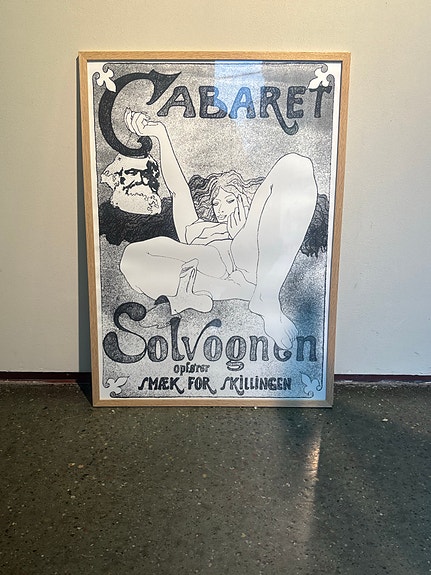 CABARET
Solvognen
opfører
SMÆK FOR SKILLINGEN